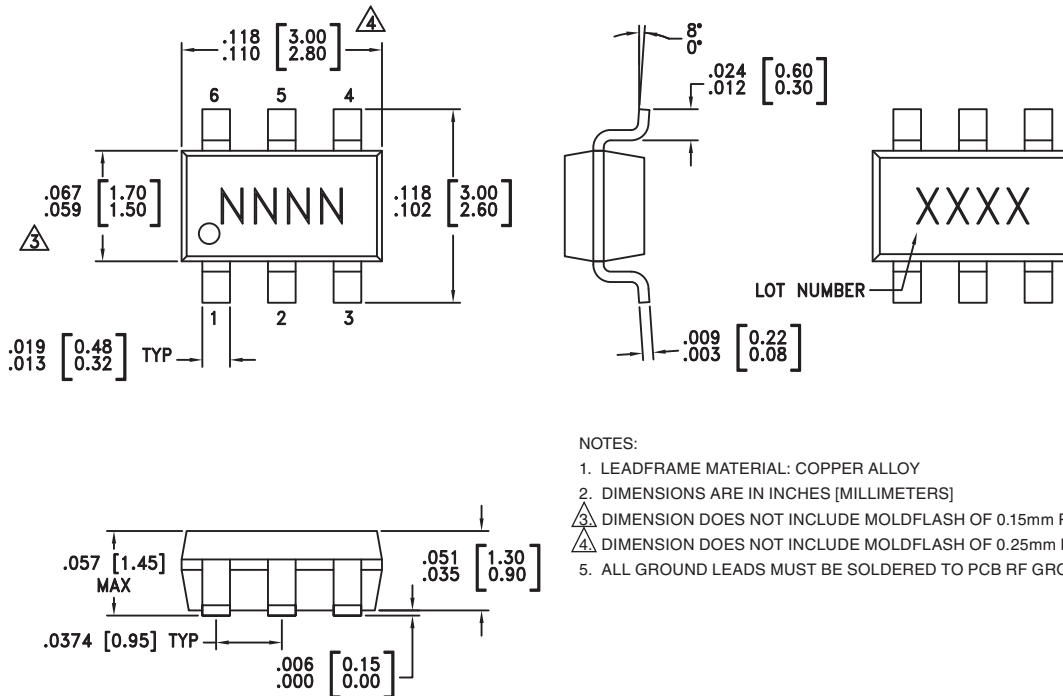 .118 [3.00]
.110 [2.80]
4
6 5 4
.067 [1.70]
.059 [1.50]
3
NNNN
.118 [3.00]
.102 [2.60]
1 2 3
.019 [0.48]
.013 [0.32]
TYP
8°
0°
.024 [0.60]
.012 [0.30]
.009 [0.22]
.003 [0.08]
XXXX
LOT NUMBER
.057 [1.45]
MAX
.051 [1.30]
.035 [0.90]
.0374 [0.95] TYP
.006 [0.15]
.000 [0.00]
NOTES:
1. LEADFRAME MATERIAL: COPPER ALLOY
2. DIMENSIONS ARE IN INCHES [MILLIMETERS]
3. DIMENSION DOES NOT INCLUDE MOLDFLASH OF 0.15mm
4. DIMENSION DOES NOT INCLUDE MOLDFLASH OF 0.25mm
5. ALL GROUND LEADS MUST BE SOLDERED TO PCB RF